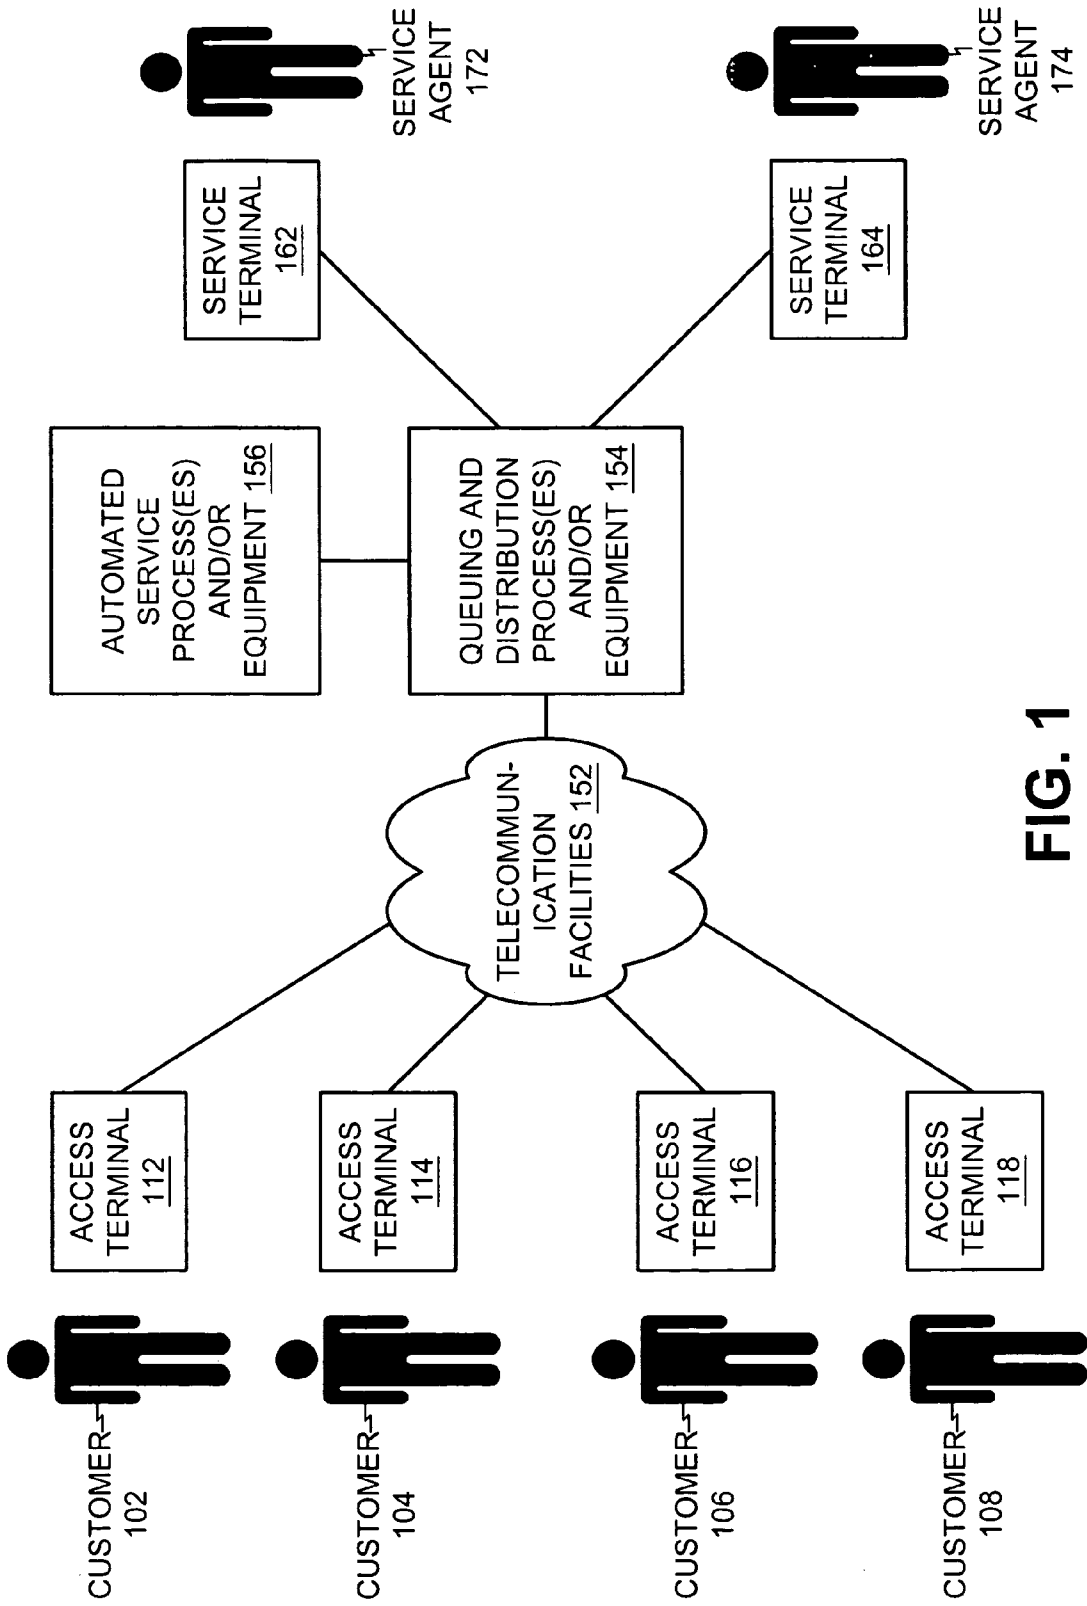 CUSTOMER
102
ACCESS
TERMINAL
112
CUSTOMER
104
ACCESS
TERMINAL
114
CUSTOMER
106
ACCESS
TERMINAL
116
CUSTOMER
108
ACCESS
TERMINAL
118
TELECOMMUN-
ICATION
FACILITIES 152
AUTOMATED
SERVICE
PROCESS(ES)
AND/OR
EQUIPMENT 156
QUEUING AND
DISTRIBUTION
PROCESS(ES)
AND/OR
EQUIPMENT 154
SERVICE
TERMINAL
162
SERVICE
AGENT
172
SERVICE
TERMINAL
164
SERVICE
AGENT
174
FIG. 1